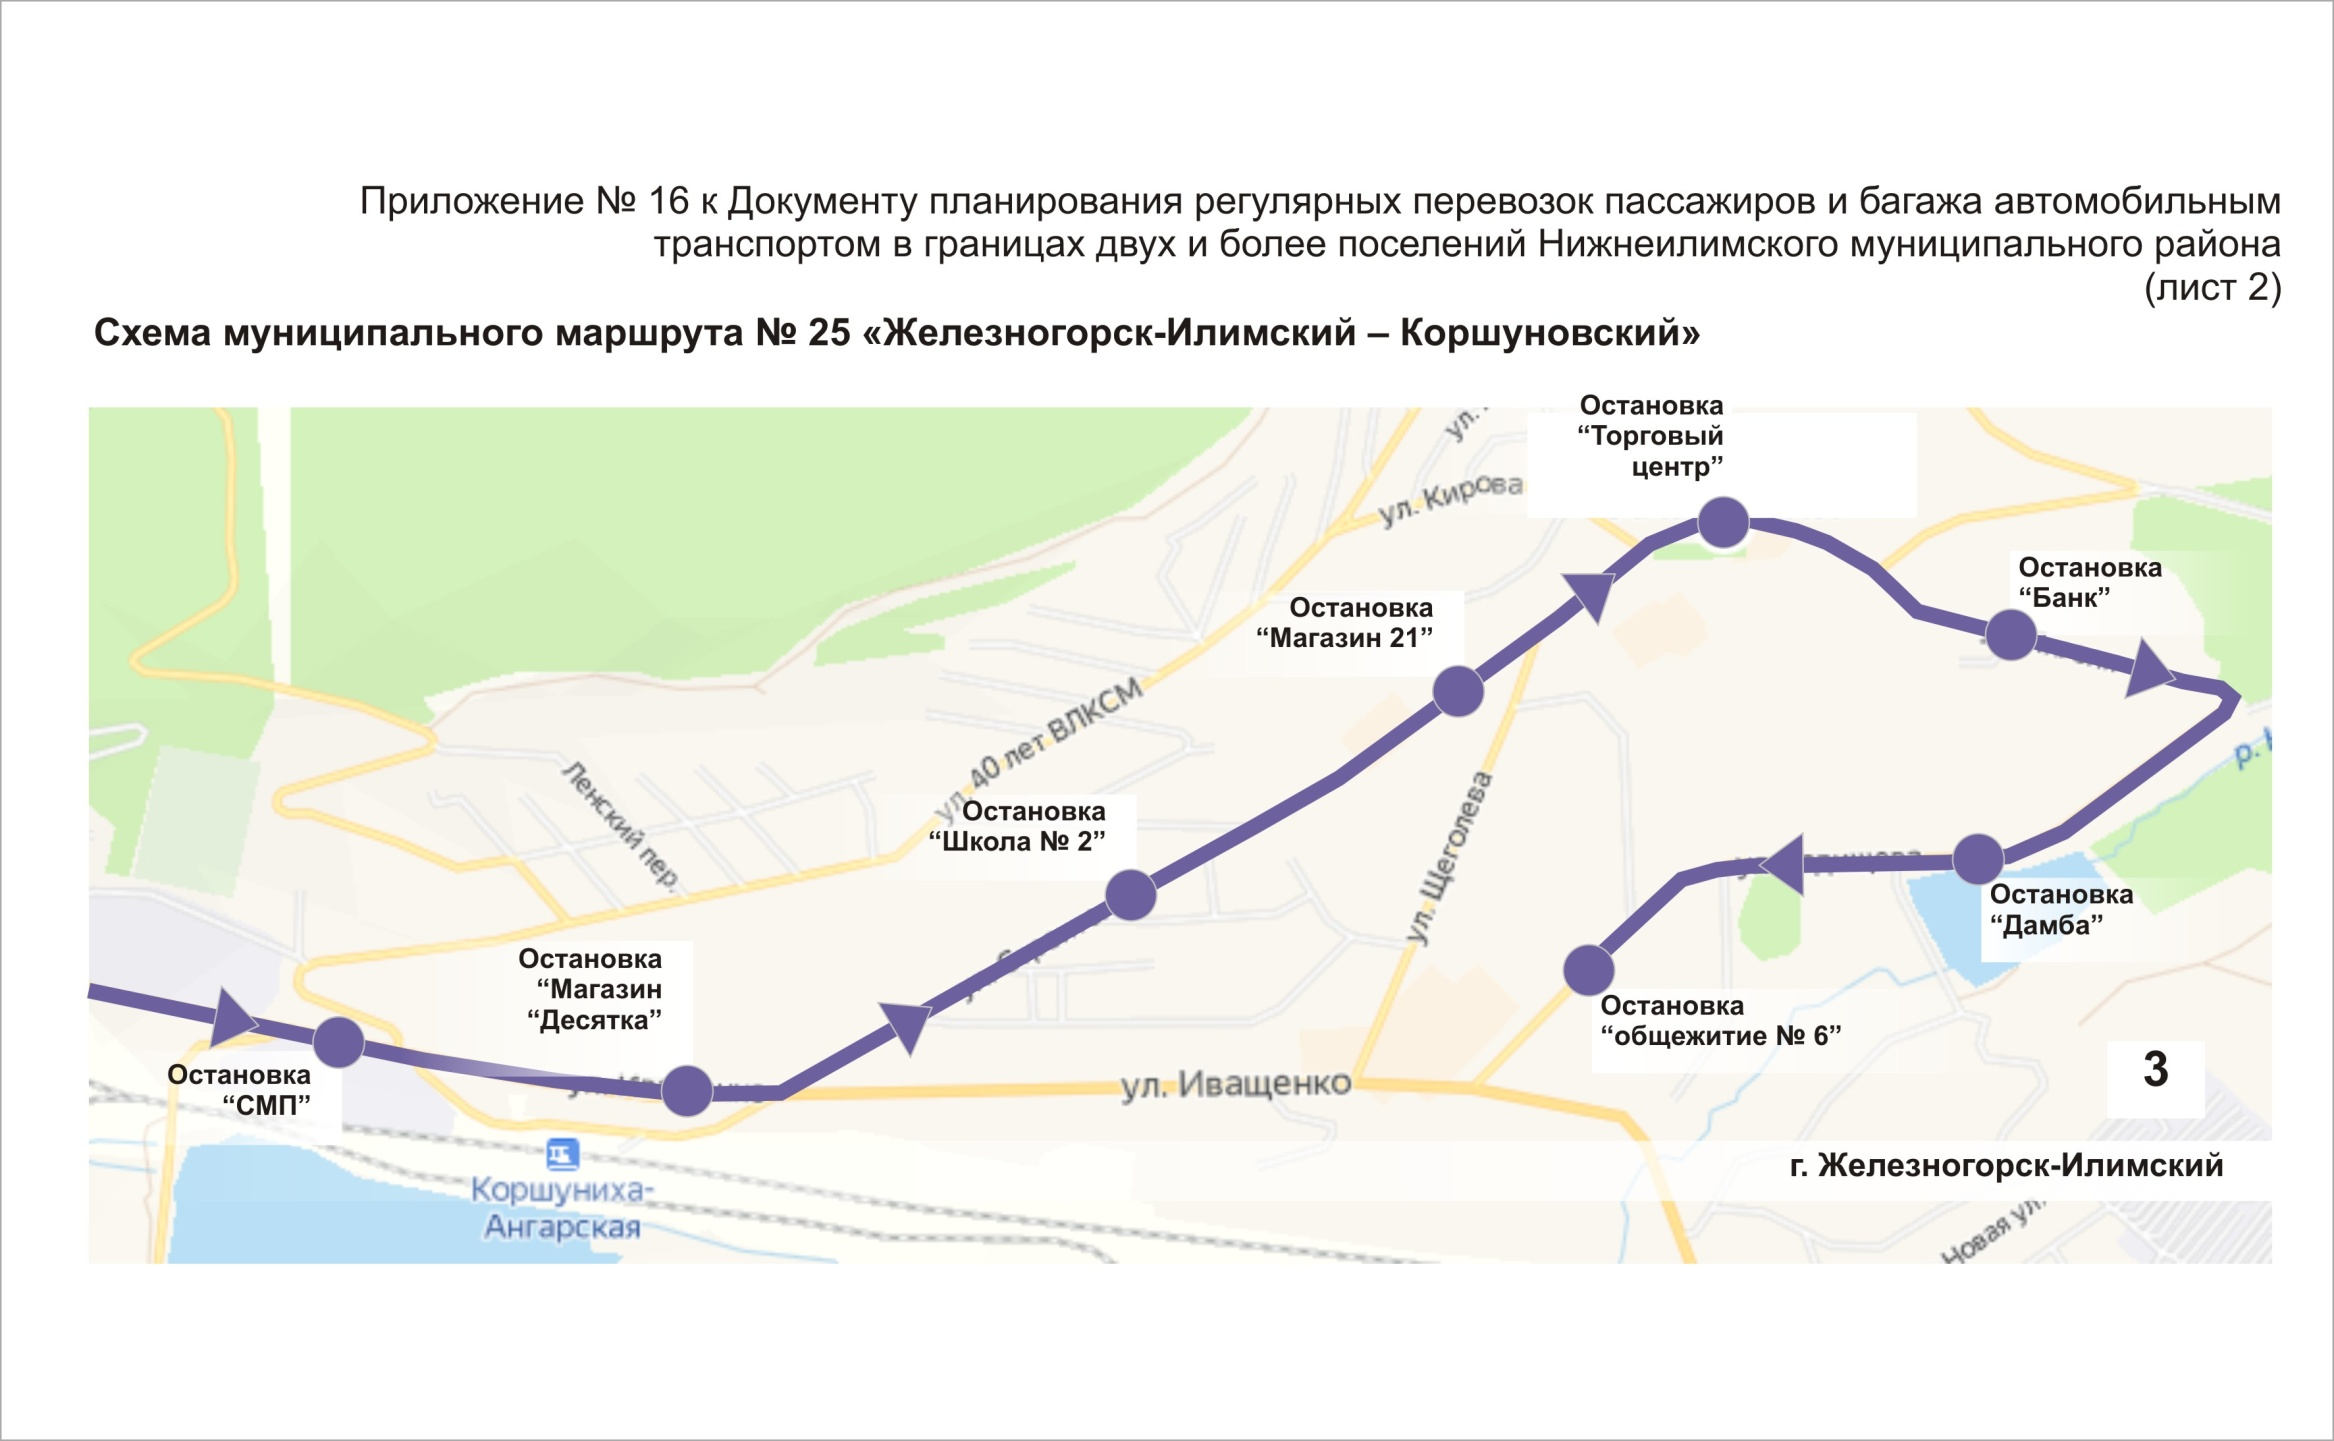 Приложение № 16 к Документу планирования регулярных перевозок пассажиров и багажа автомобильным
транспортом в границах двух и более поселений Нижнеилимского муниципального района
(лист 2)
Схема муниципального маршрута № 25 «Железногорск-Илимский – Коршуновский»
Остановка
“Торговый
центр”
ул.
ул. Кирова
Остановка
“Банк”
Остановка
“Магазин 21”
ул. 40 лет ВЛКСМ
р.
Ленский пер.
Остановка
“Школа № 2”
ул. Щеголева
Остановка
“Дамба”
Остановка
“Магазин
“Десятка”
Остановка
“общежитие № 6”
Остановка
“СМП”
ул. Иващенко
3
г. Железногорск-Илимский
Коршуниха-
Ангарская
Новая ул.